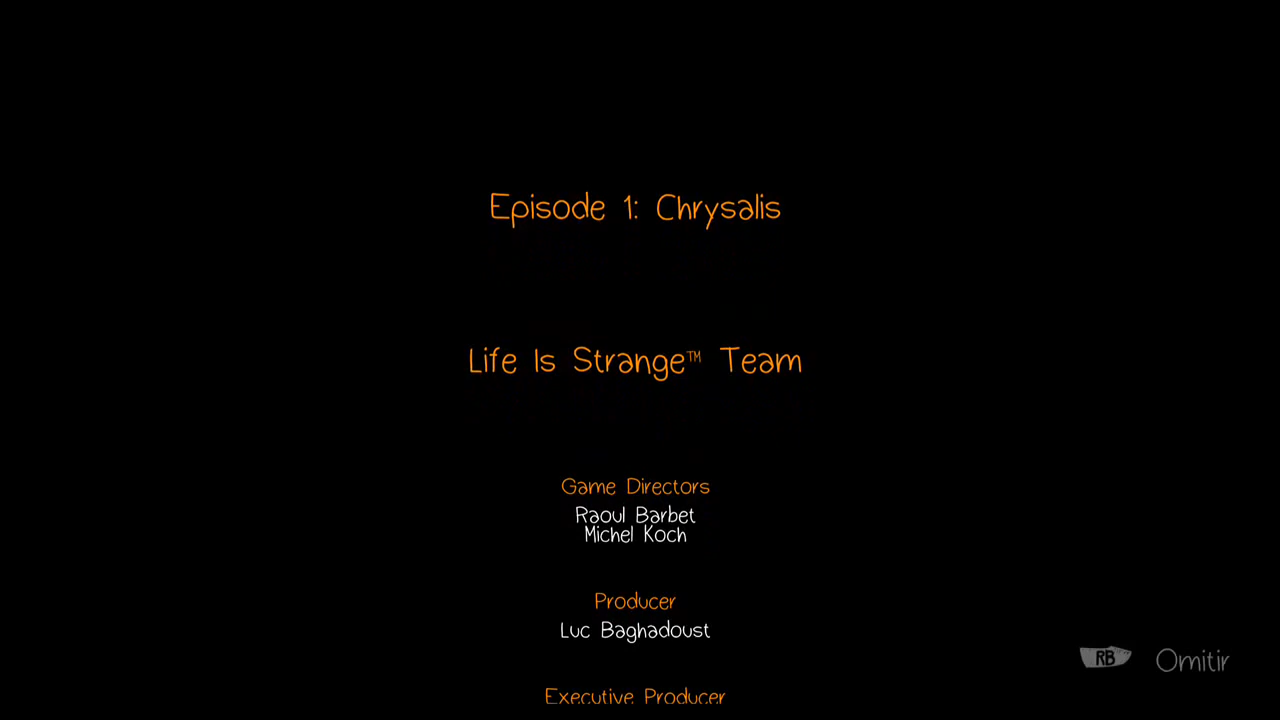 Episode 1: Chrysalis
Life Is Strange™ Team
Game Directors
Raoul Barbet
Michel Koch
Producer
Luc Baghadoust
RB Omitir
Executive Producer